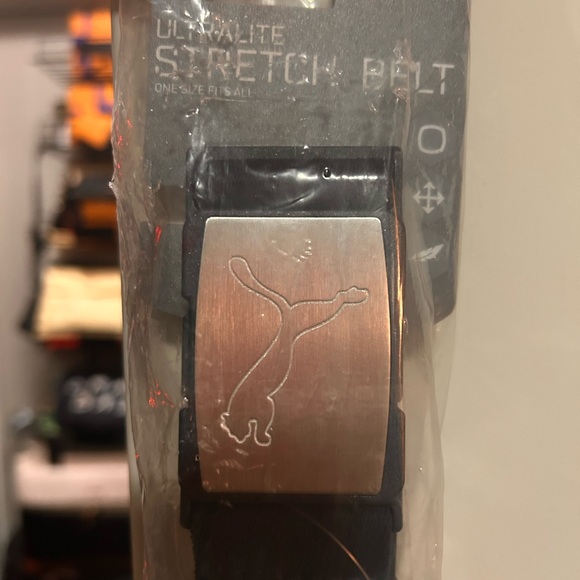 ULTRALITE
STRETCH BELT
ONE SIZE FITS ALL